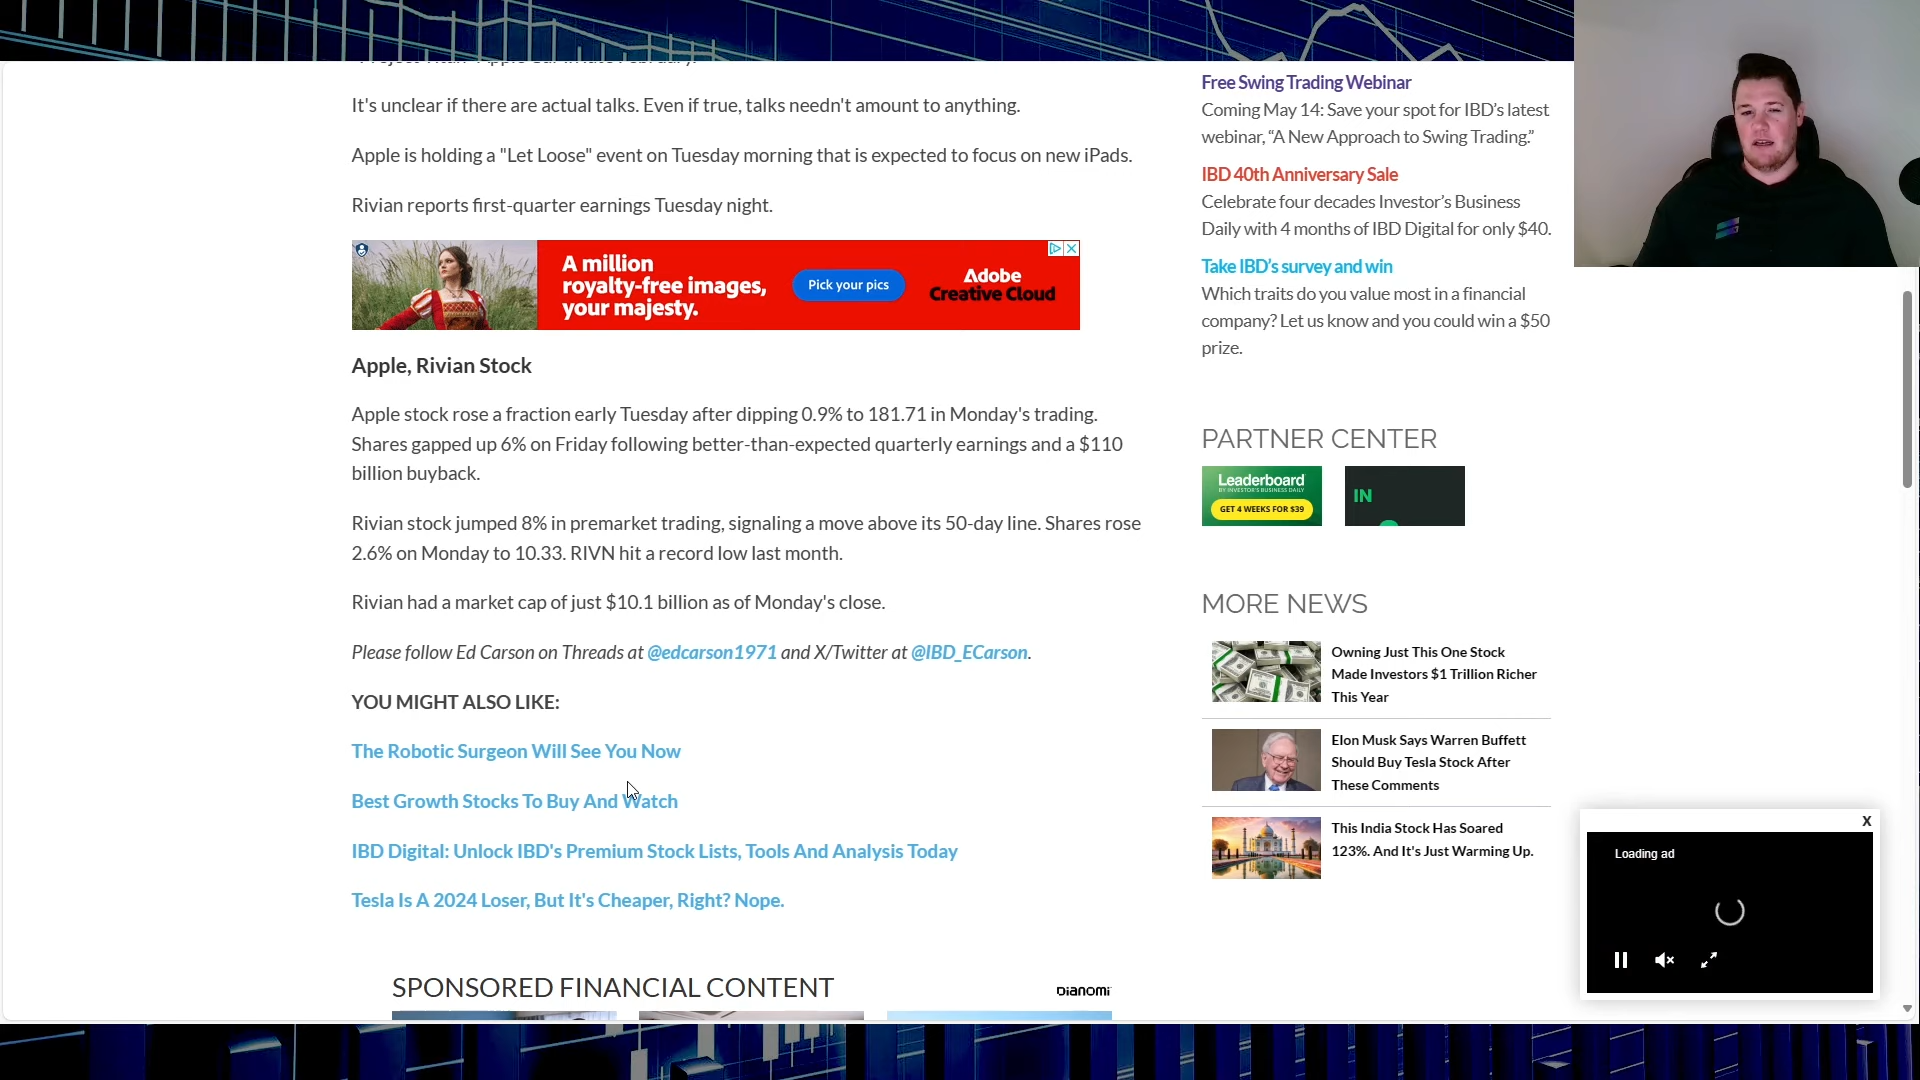 It's unclear if there are actual talks. Even if true, talks needn't amount to anything.
Apple is holding a "Let Loose" event on Tuesday morning that is expected to focus on new iPads.
Rivian reports first-quarter earnings Tuesday night.
A million
royalty-free images,
your majesty.
Pick your pics
Adobe
Creative Cloud
Apple, Rivian Stock
Apple stock rose a fraction early Tuesday after dipping 0.9% to 181.71 in Monday's trading.
Shares gapped up 6% on Friday following better-than-expected quarterly earnings and a $110
billion buyback.
Rivian stock jumped 8% in premarket trading, signaling a move above its 50-day line. Shares rose
2.6% on Monday to 10.33. RIVN hit a record low last month.
Rivian had a market cap of just $10.1 billion as of Monday's close.
Please follow Ed Carson on Threads at @edcarson1971 and X/Twitter at @IBD_ECarson.
YOU MIGHT ALSO LIKE:
The Robotic Surgeon Will See You Now
Best Growth Stocks To Buy And Watch
IBD Digital: Unlock IBD's Premium Stock Lists, Tools And Analysis Today
Tesla Is A 2024 Loser, But It's Cheaper, Right? Nope.
SPONSORED FINANCIAL CONTENT
DIANOMI
Free Swing Trading Webinar
Coming May 14: Save your spot for IBD’s latest
webinar, “A New Approach to Swing Trading.”
IBD 40th Anniversary Sale
Celebrate four decades Investor’s Business
Daily with 4 months of IBD Digital for only $40.
Take IBD’s survey and win
Which traits do you value most in a financial
company? Let us know and you could win a $50
prize.
PARTNER CENTER
Leaderboard
BY INVESTOR'S BUSINESS DAILY
GET 4 WEEKS FOR $39
IN
MORE NEWS
Owning Just This One Stock
Made Investors $1 Trillion Richer
This Year
Elon Musk Says Warren Buffett
Should Buy Tesla Stock After
These Comments
This India Stock Has Soared
123%. And It's Just Warming Up.
X
Loading ad